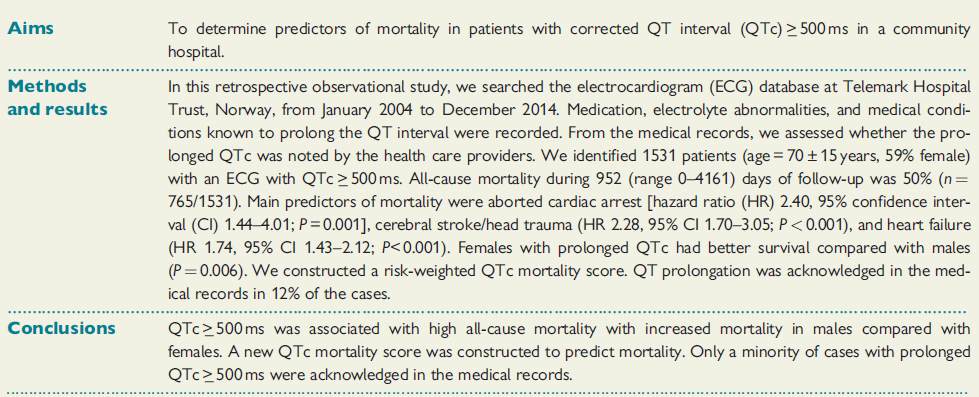 Aims
To determine predictors of mortality in patients with corrected QT interval (QTc) ≥ 500 ms in a community
hospital.
Methods
and results
In this retrospective observational study, we searched the electrocardiogram (ECG) database at Telemark Hospital
Trust, Norway, from January 2004 to December 2014. Medication, electrolyte abnormalities, and medical condi-
tions known to prolong the QT interval were recorded. From the medical records, we assessed whether the pro-
longed QTc was noted by the health care providers. We identified 1531 patients (age = 70 ± 15 years, 59% female)
with an ECG with QTc ≥ 500 ms. All-cause mortality during 952 (range 0–4161) days of follow-up was 50% (n =
765/1531). Main predictors of mortality were aborted cardiac arrest [hazard ratio (HR) 2.40, 95% confidence inter-
val (CI) 1.44–4.01; P = 0.001], cerebral stroke/head trauma (HR 2.28, 95% CI 1.70–3.05; P < 0.001), and heart failure
(HR 1.74, 95% CI 1.43–2.12; P< 0.001). Females with prolonged QTc had better survival compared with males
(P = 0.006). We constructed a risk-weighted QTc mortality score. QT prolongation was acknowledged in the med-
ical records in 12% of the cases.
Conclusions
QTc ≥ 500 ms was associated with high all-cause mortality with increased mortality in males compared with
females. A new QTc mortality score was constructed to predict mortality. Only a minority of cases with prolonged
QTc ≥ 500 ms were acknowledged in the medical records.